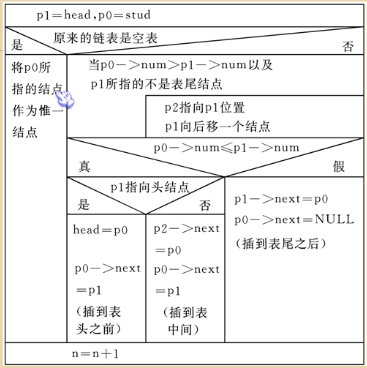 p1=head,p0=stud
原来的链表是空表
是
否
将p0所
指的结点
作为惟一
结点
当p0->num>p1->num以及
p1所指的不是表尾结点
p2指向p1位置
p1向后移一个结点
p0->num≤p1->num
真
假
p1指向头结点
是
否
head=p0
p0->next
=p1
(插到表
头之前)
p2->next
=p0
p0->next
=p1
(插到表
中间)
p1->next=p0
p0->next=NULL
(插到表尾之后)
n=n+1